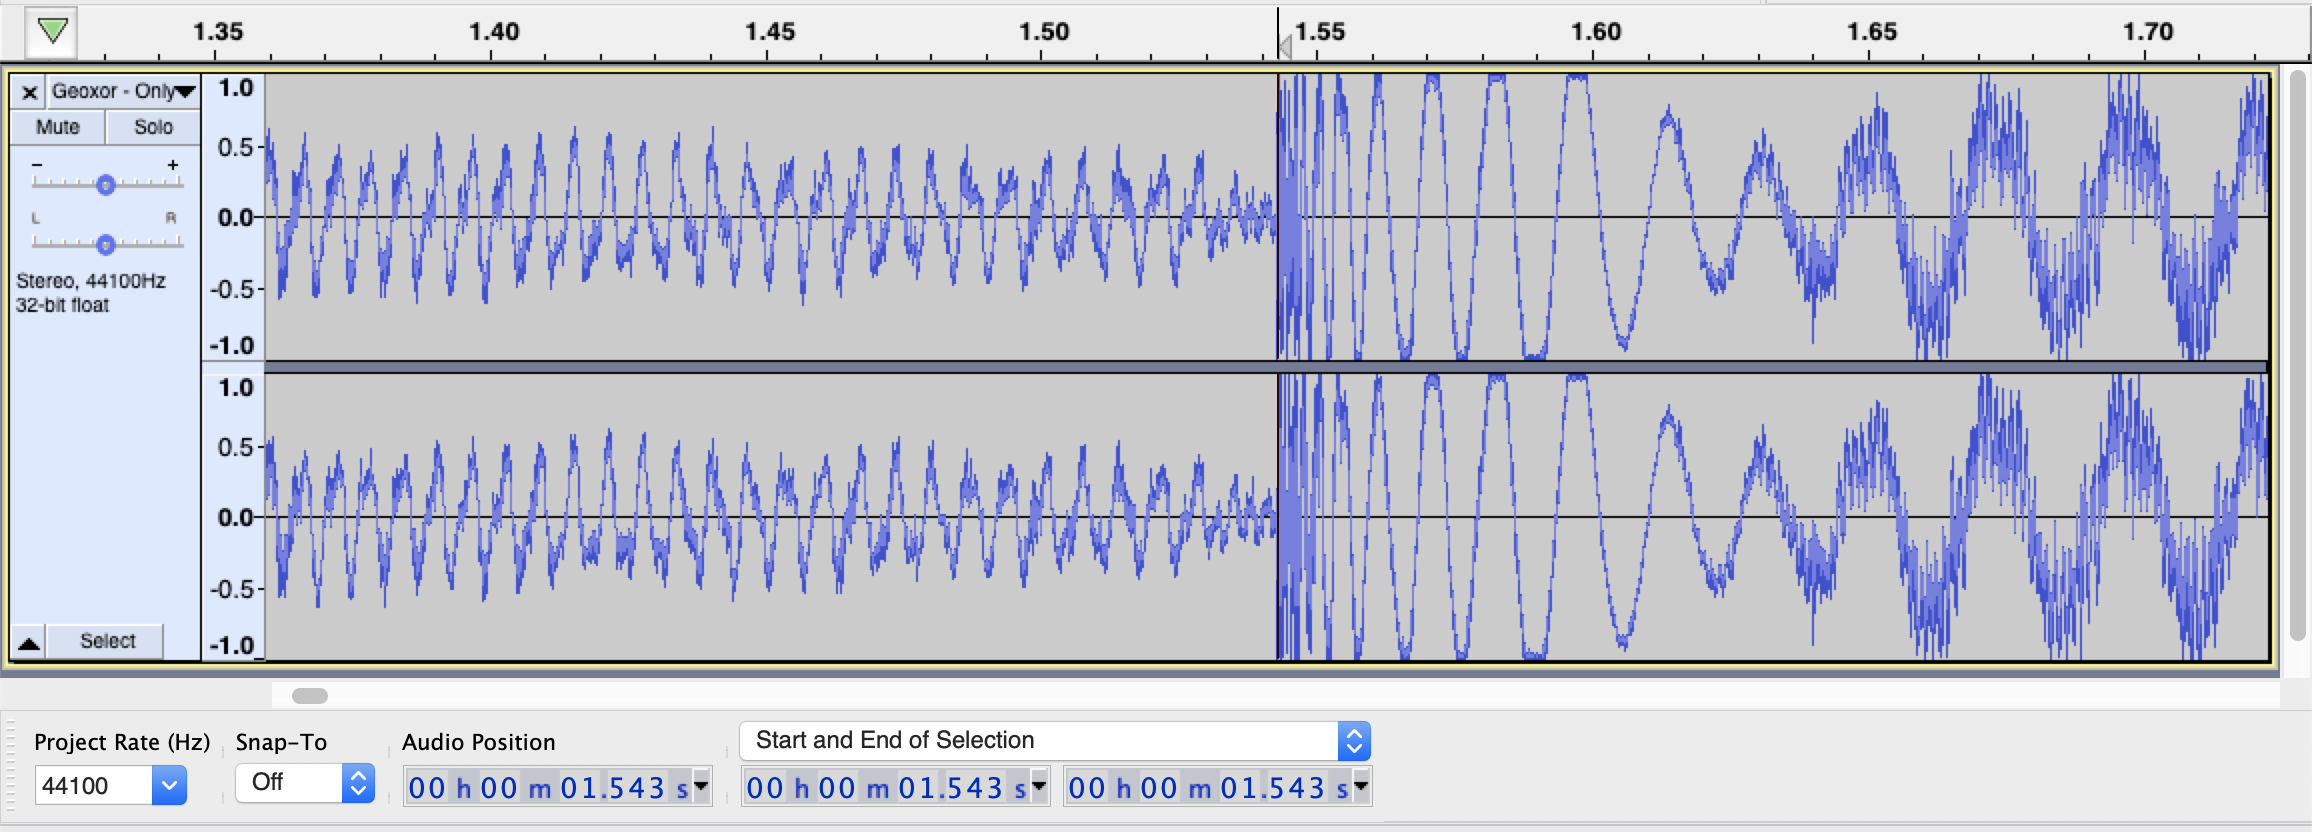 1.35 1.40 1.45 1.50 1.55 1.60 1.65 1.70
Geoxor - Only
Mute Solo
- +
L R
Stereo, 44100Hz
32-bit float
Select
1.0
0.5
0.0
-0.5
-1.0
1.0
0.5
0.0
-0.5
-1.0
Project Rate (Hz) Snap-To Audio Position Start and End of Selection
44100 Off 00 h 00 m 01.543 s 00 h 00 m 01.543 s 00 h 00 m 01.543 s